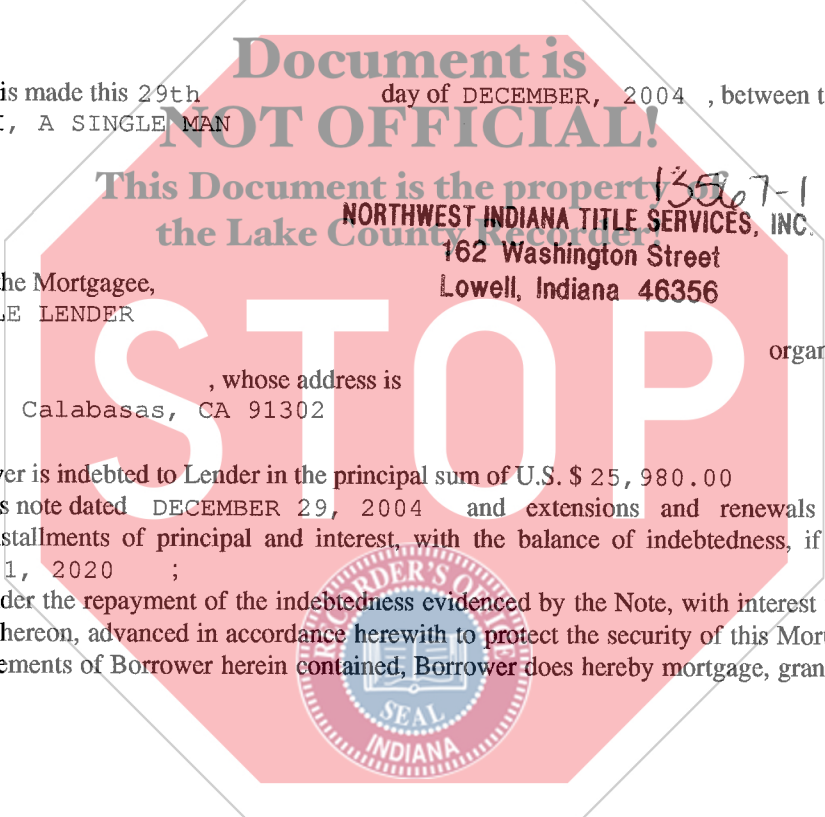 Document is
is made this 29th day of DECEMBER, 2004 , between t
, A SINGLE MAN
NOT OFFICIAL!
This Document is the property of
13567-1
NORTHWEST INDIANA TITLE SERVICES, INC.
the Lake County Recorder!
162 Washington Street
he Mortgagee,
Lowell, Indiana 46356
LE LENDER
STOP
organ
, whose address is
Calabasas, CA 91302
er is indebted to Lender in the principal sum of U.S. $ 25,980.00
s note dated DECEMBER 29, 2004 and extensions and renewals
stallments of principal and interest, with the balance of indebtedness, if
1, 2020 ;
der the repayment of the indebtedness evidenced by the Note, with interest
hereon, advanced in accordance herewith to protect the security of this Mort
ements of Borrower herein contained, Borrower does hereby mortgage, gran
RECORDER'S OFFICE
SEAL
INDIANA